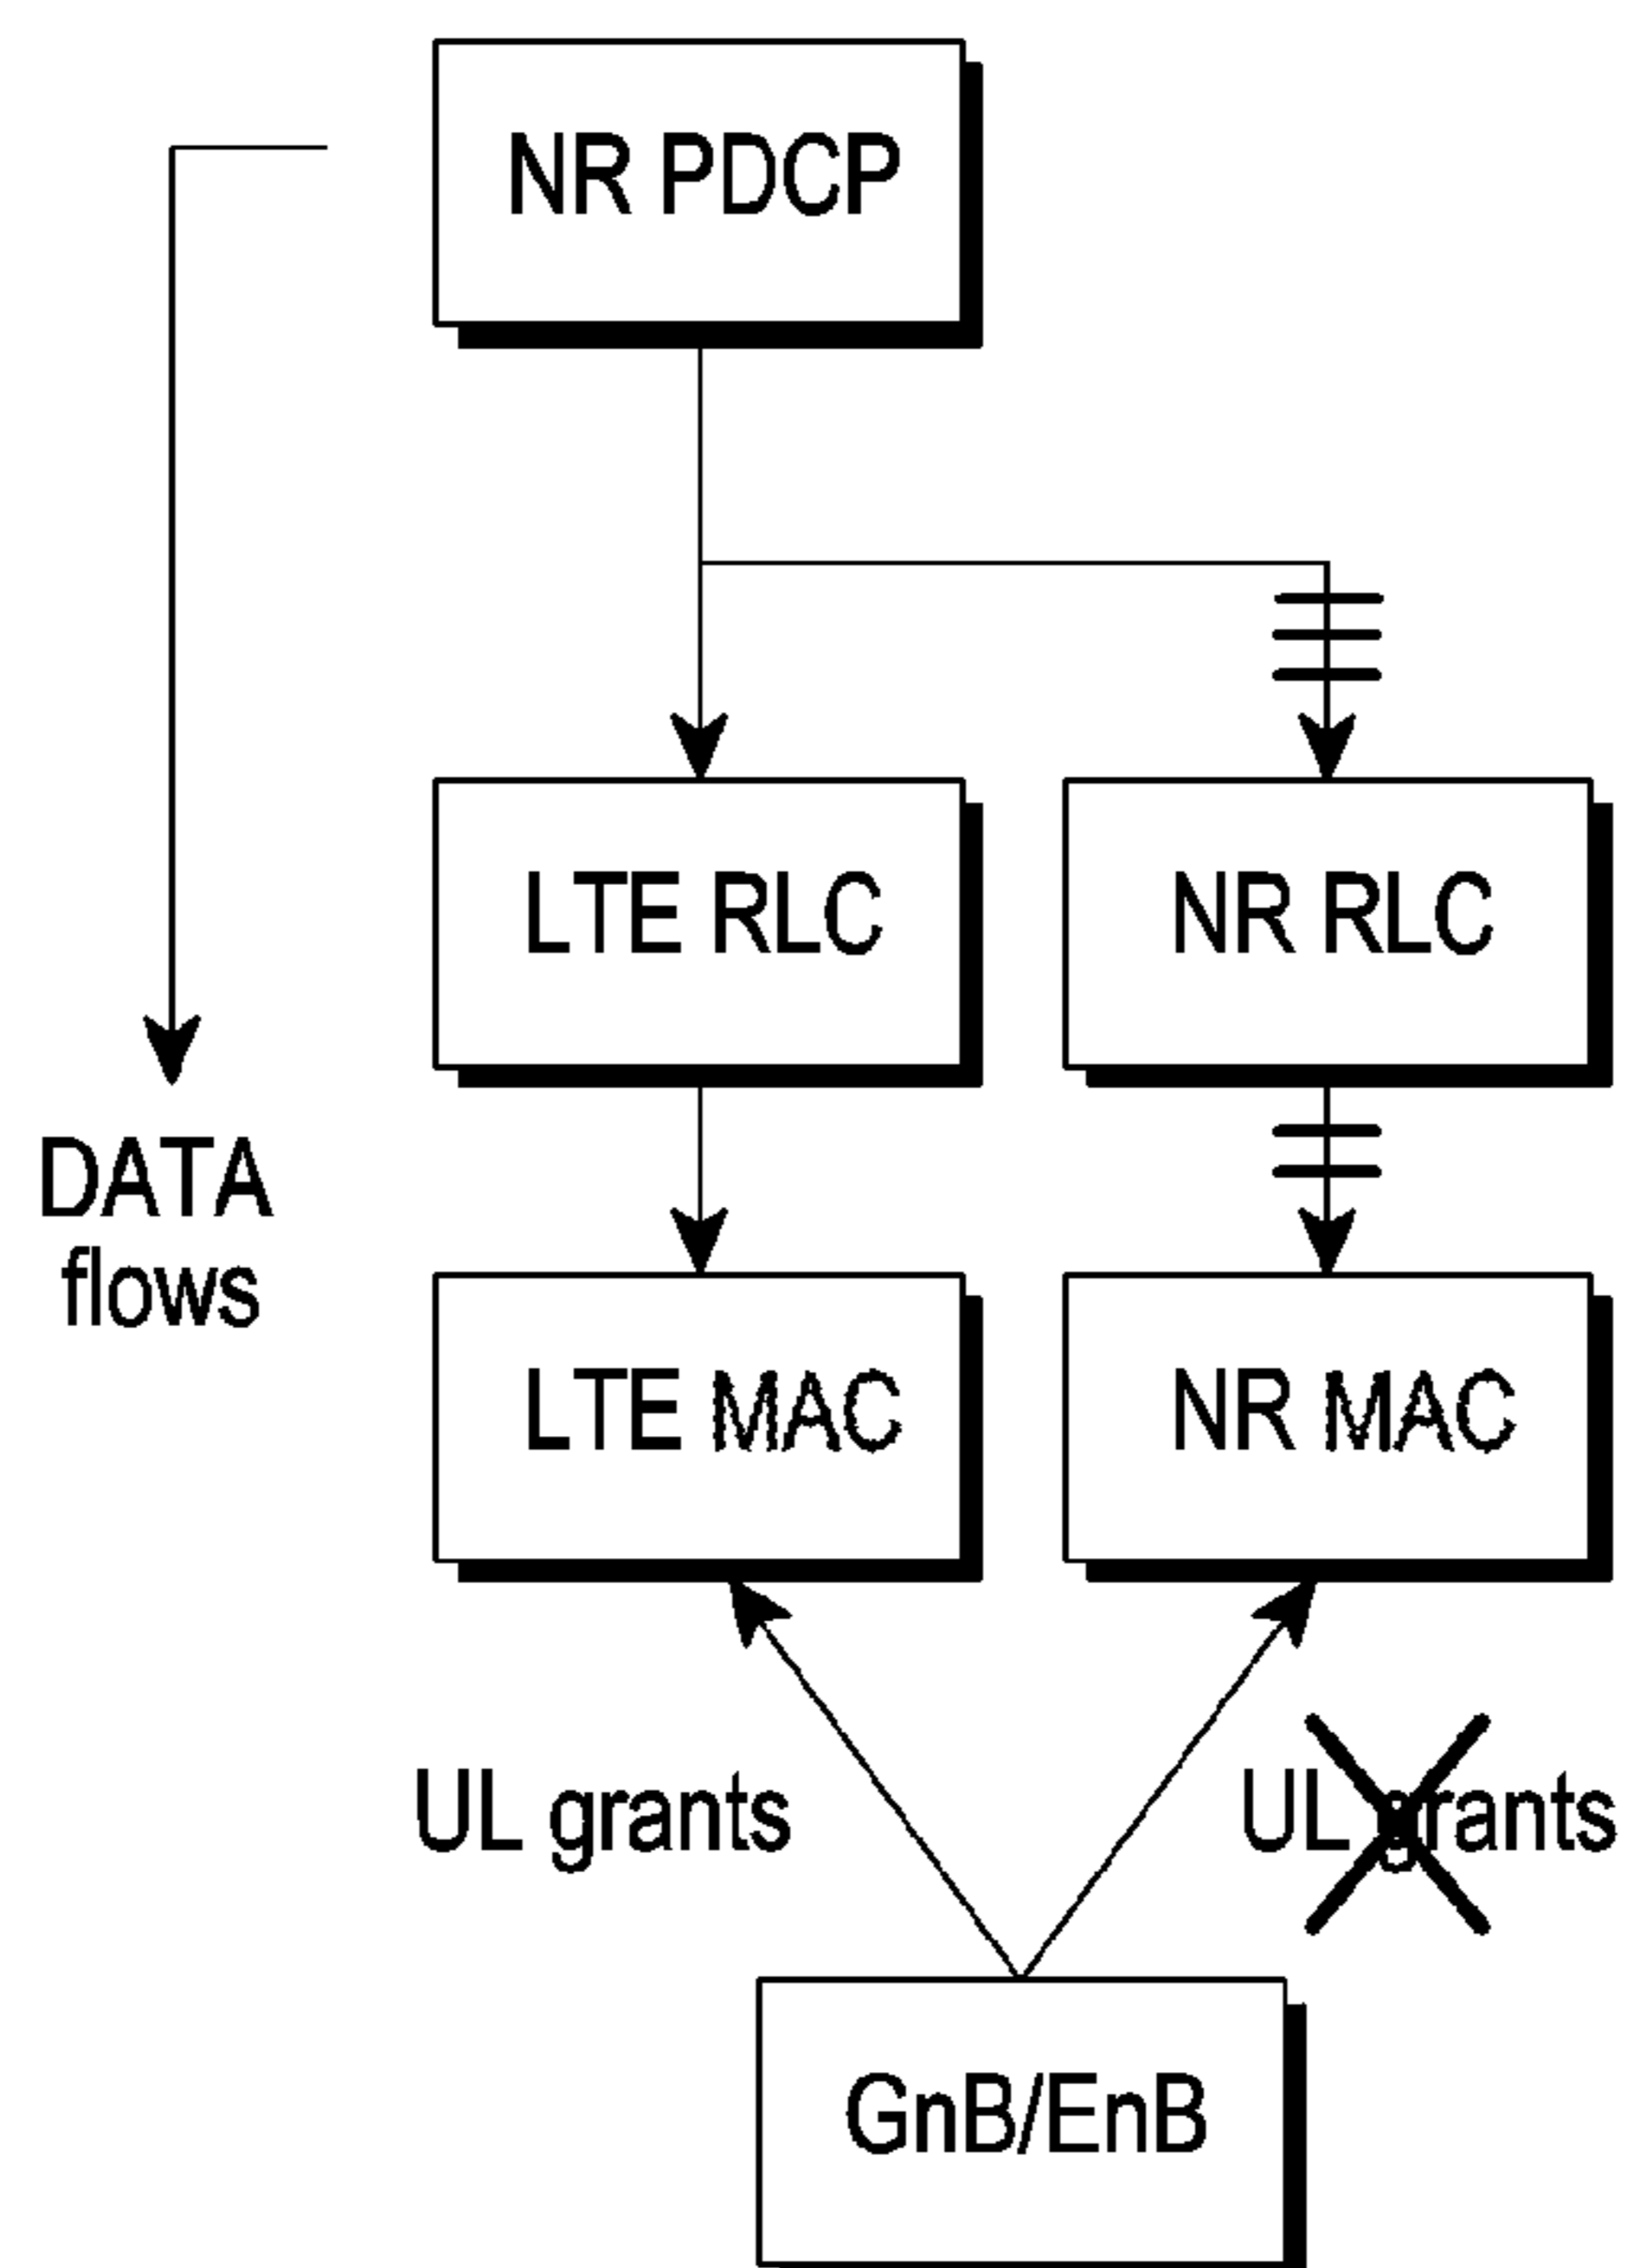 NR PDCP
LTE RLC
NR RLC
DATA
flows
LTE MAC
NR MAC
UL grants
UL grants
GnB/EnB